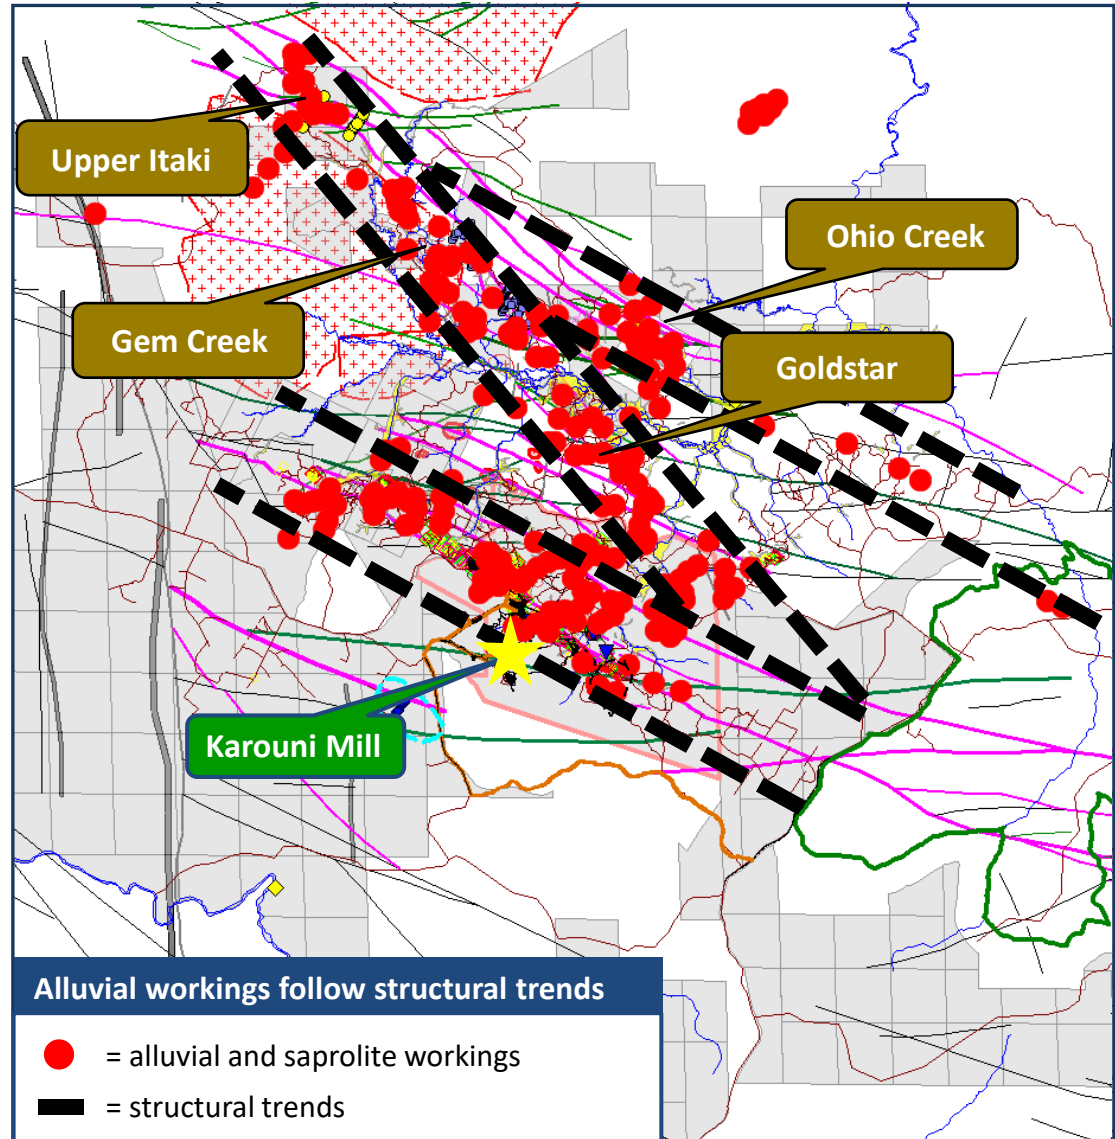 Upper Itaki
Ohio Creek
Gem Creek
Goldstar
Karouni Mill
Alluvial workings follow structural trends
= alluvial and saprolite workings
= structural trends